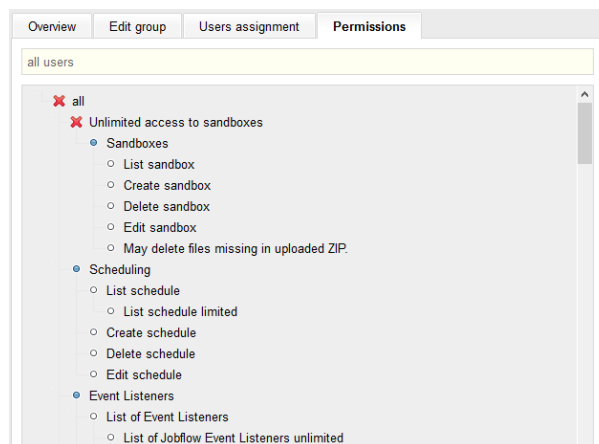 Overview Edit group Users assignment Permissions
all users
all
Unlimited access to sandboxes
Sandboxes
List sandbox
Create sandbox
Delete sandbox
Edit sandbox
May delete files missing in uploaded ZIP.
Scheduling
List schedule
List schedule limited
Create schedule
Delete schedule
Edit schedule
Event Listeners
List of Event Listeners
List of Jobflow Event Listeners unlimited